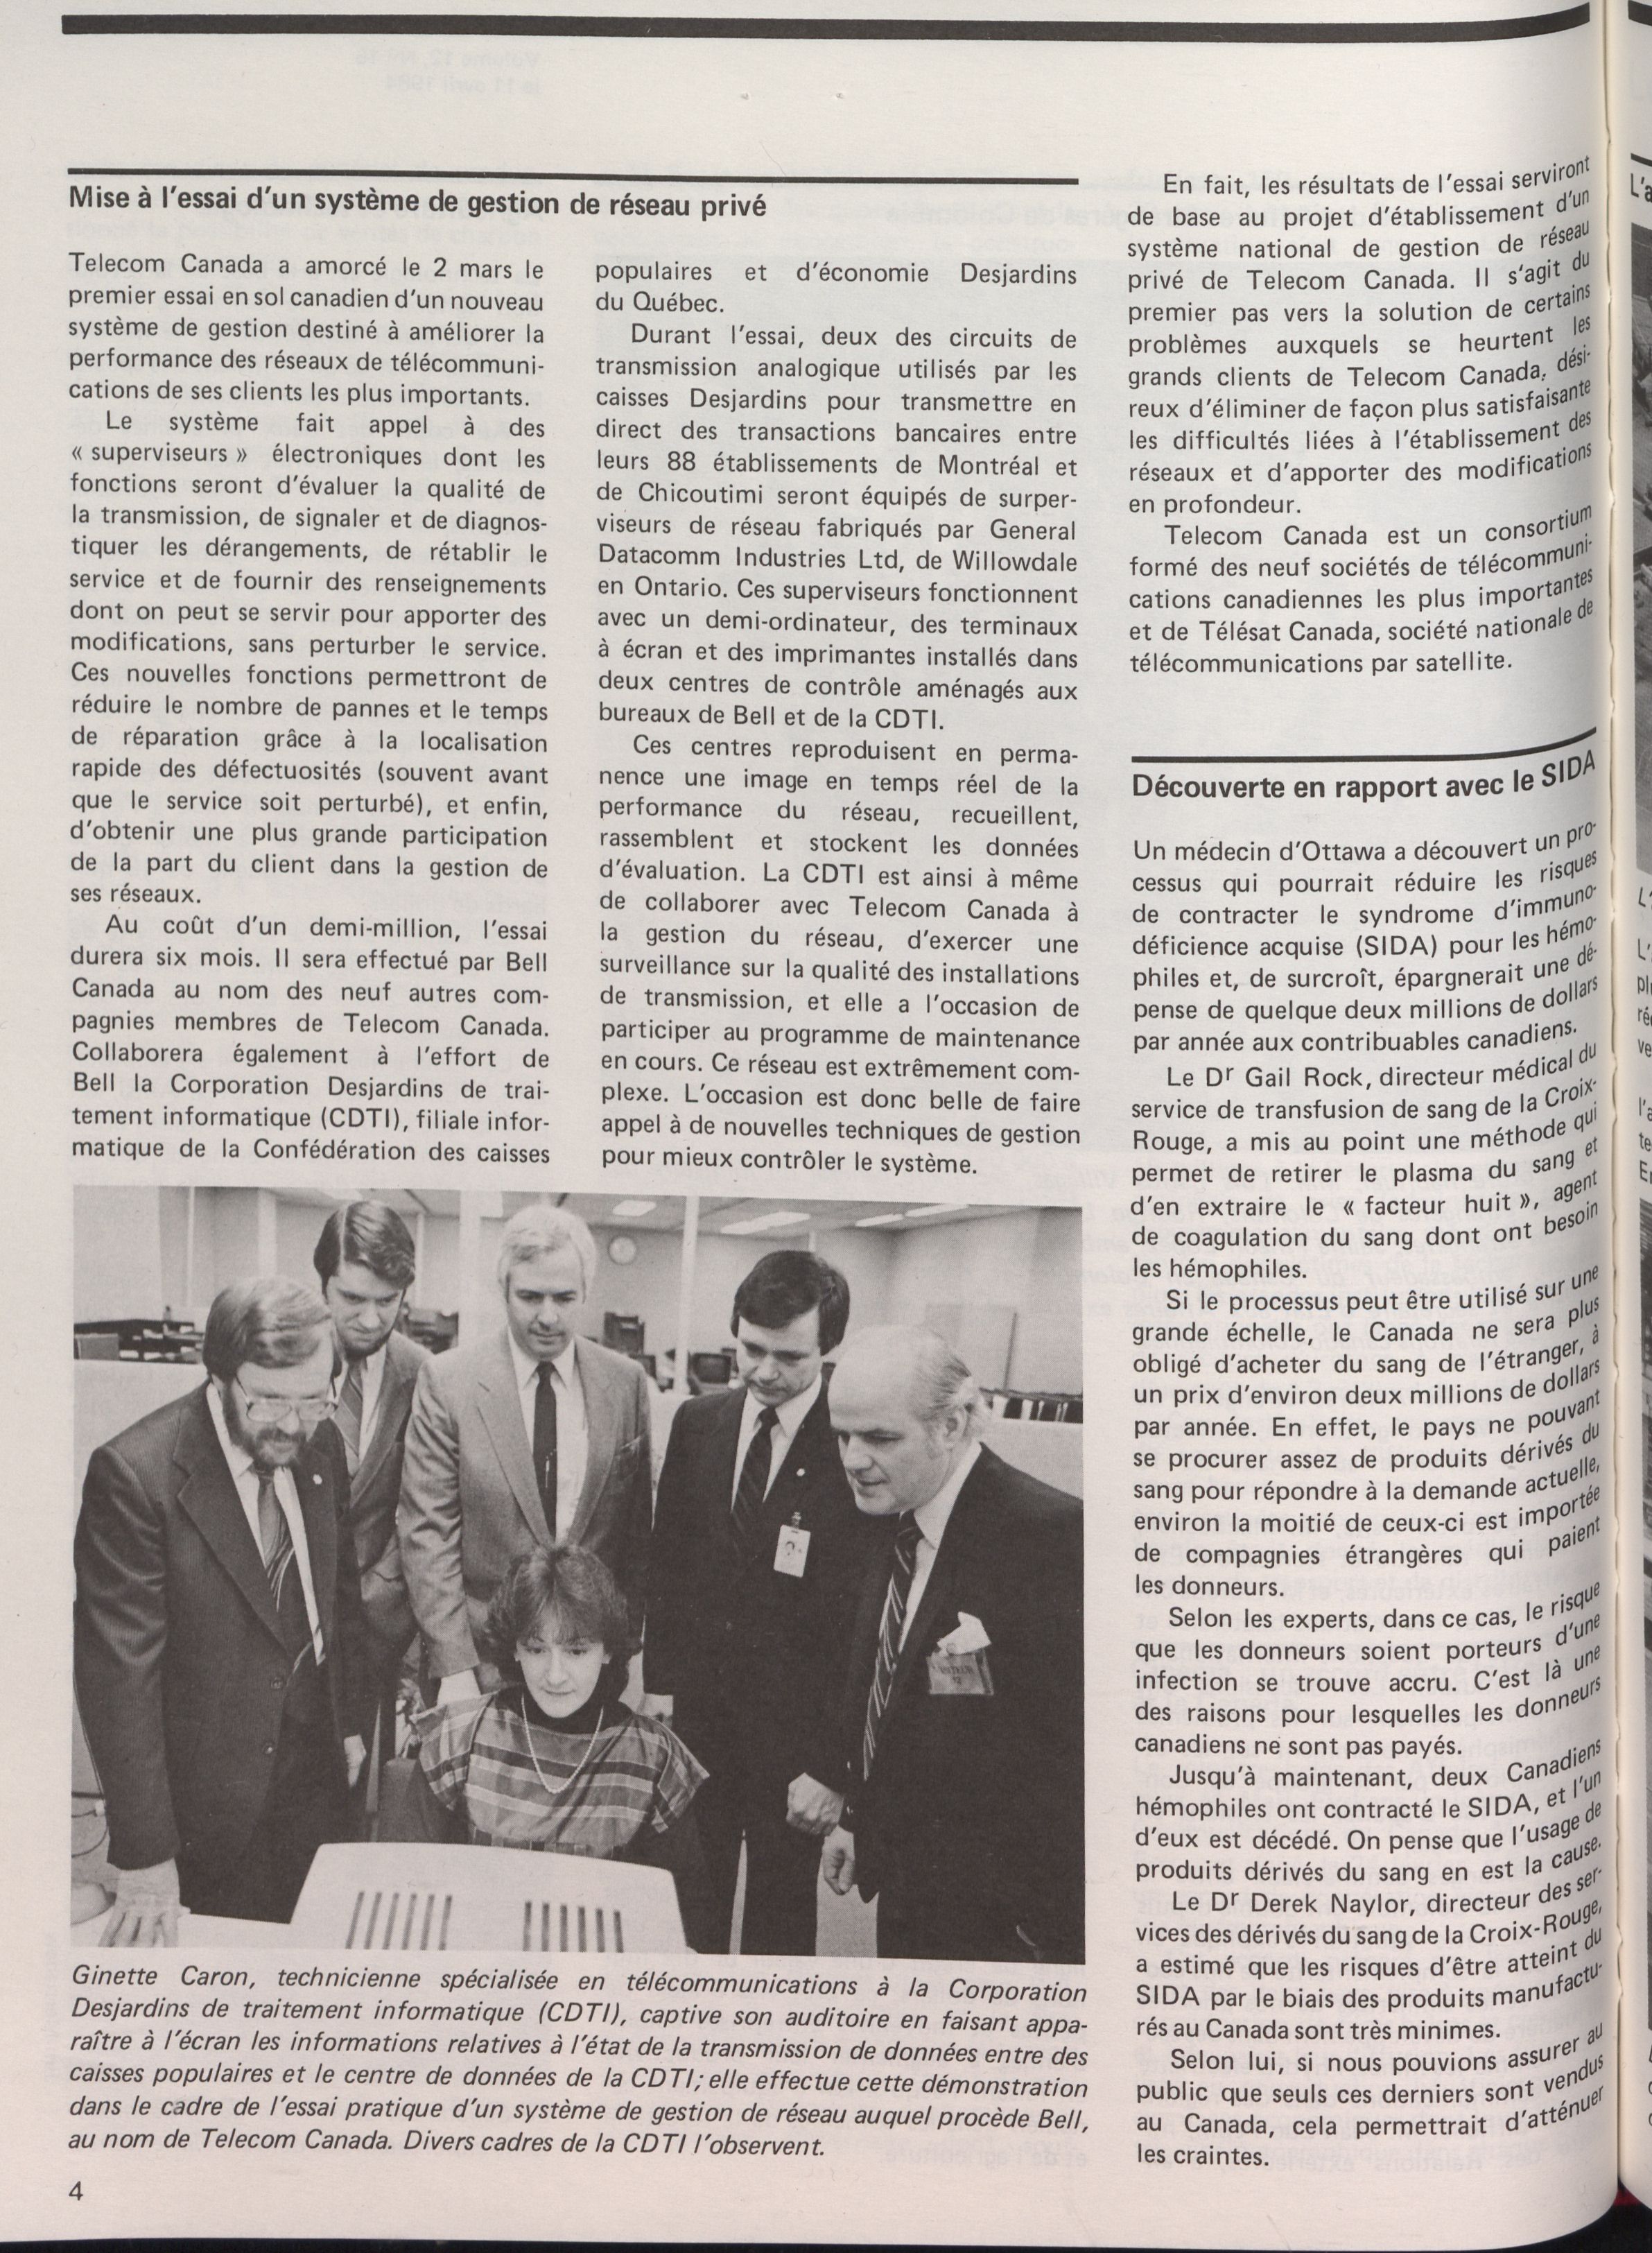 Mise à l'essai d'un système de gestion de réseau privé
Telecom Canada a amorcé le 2 mars le
premier essai en sol canadien d'un nouveau
système de gestion destiné à améliorer la
performance des réseaux de télécommuni-
cations de ses clients les plus importants.
Le système fait appel à des
« superviseurs » électroniques dont les
fonctions seront d'évaluer la qualité de
la transmission, de signaler et de diagnos-
tiquer les dérangements, de rétablir le
service et de fournir des renseignements
dont on peut se servir pour apporter des
modifications, sans perturber le service.
Ces nouvelles fonctions permettront de
réduire le nombre de pannes et le temps
de réparation grâce à la localisation
rapide des défectuosités (souvent avant
que le service soit perturbé), et enfin,
d'obtenir une plus grande participation
de la part du client dans la gestion de
ses réseaux.
Au coût d'un demi-million, l'essai
durera six mois. Il sera effectué par Bell
Canada au nom des neuf autres com-
pagnies membres de Telecom Canada.
Collaborera également à l'effort de
Bell la Corporation Desjardins de trai-
tement informatique (CDTI), filiale infor-
matique de la Confédération des caisses
populaires et d'économie Desjardins
du Québec.
Durant l'essai, deux des circuits de
transmission analogique utilisés par les
caisses Desjardins pour transmettre en
direct des transactions bancaires entre
leurs 88 établissements de Montréal et
de Chicoutimi seront équipés de surper-
viseurs de réseau fabriqués par General
Datacomm Industries Ltd, de Willowdale
en Ontario. Ces superviseurs fonctionnent
avec un demi-ordinateur, des terminaux
à écran et des imprimantes installés dans
deux centres de contrôle aménagés aux
bureaux de Bell et de la CDTI.
Ces centres reproduisent en perma-
nence une image en temps réel de la
performance du réseau, recueillent,
rassemblent et stockent les données
d'évaluation. La CDTI est ainsi à même
de collaborer avec Telecom Canada à
la gestion du réseau, d'exercer une
surveillance sur la qualité des installations
de transmission, et elle a l'occasion de
participer au programme de maintenance
en cours. Ce réseau est extrêmement com-
plexe. L'occasion est donc belle de faire
appel à de nouvelles techniques de gestion
pour mieux contrôler le système.
Ginette Caron, technicienne spécialisée en télécommunications à la Corporation
Desjardins de traitement informatique (CDTI), captive son auditoire en faisant appa-
raître à l'écran les informations relatives à l'état de la transmission de données entre des
caisses populaires et le centre de données de la CDTI; elle effectue cette démonstration
dans le cadre de l'essai pratique d'un système de gestion de réseau auquel procède Bell,
au nom de Telecom Canada. Divers cadres de la CDTI l'observent.
En fait, les résultats de l'essai serviront
de base au projet d'établissement d'un
système national de gestion de réseau
privé de Telecom Canada. Il s'agit du
premier pas vers la solution de certains
problèmes auxquels se heurtent les
grands clients de Telecom Canada, dési-
reux d'éliminer de façon plus satisfaisante
les difficultés liées à l'établissement des
réseaux et d'apporter des modifications
en profondeur.
Telecom Canada est un consortium
formé des neuf sociétés de télécommuni-
cations canadiennes les plus importantes
et de Télésat Canada, société nationale de
télécommunications par satellite.
Découverte en rapport avec le SIDA
Un médecin d'Ottawa a découvert un pro-
cessus qui pourrait réduire les risques
de contracter le syndrome d'immuno-
déficience acquise (SIDA) pour les hémo-
philes et, de surcroît, épargnerait une dé-
pense de quelque deux millions de dollars
par année aux contribuables canadiens.
Le Dr Gail Rock, directeur médical du
service de transfusion de sang de la Croix-
Rouge, a mis au point une méthode qui
permet de retirer le plasma du sang et
d'en extraire le « facteur huit », agent
de coagulation du sang dont ont besoin
les hémophiles.
Si le processus peut être utilisé sur une
grande échelle, le Canada ne sera plus
obligé d'acheter du sang de l'étranger, à
un prix d'environ deux millions de dollars
par année. En effet, le pays ne pouvant
se procurer assez de produits dérivés du
sang pour répondre à la demande actuelle,
environ la moitié de ceux-ci est importée
de compagnies étrangères qui paient
les donneurs.
Selon les experts, dans ce cas, le risque
que les donneurs soient porteurs d'une
infection se trouve accru. C'est là une
des raisons pour lesquelles les donneurs
canadiens ne sont pas payés.
Jusqu'à maintenant, deux Canadiens
hémophiles ont contracté le SIDA, et l'un
d'eux est décédé. On pense que l'usage de
produits dérivés du sang en est la cause.
Le Dr Derek Naylor, directeur des ser-
vices des dérivés du sang de la Croix-Rouge,
a estimé que les risques d'être atteint du
SIDA par le biais des produits manufactu-
rés au Canada sont très minimes.
Selon lui, si nous pouvions assurer au
public que seuls ces derniers sont vendus
au Canada, cela permettrait d'atténuer
les craintes.
4